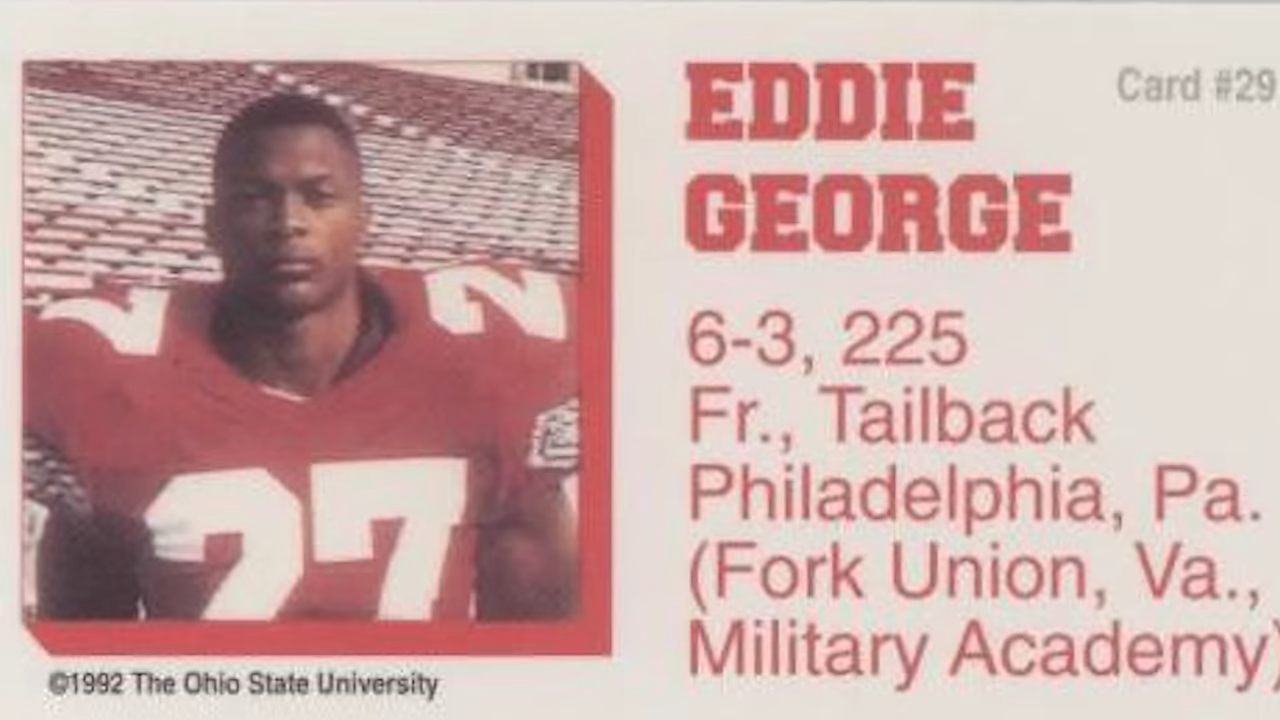 EDDIE
GEORGE
Card #29
6-3, 225
Fr., Tailback
Philadelphia, Pa.
(Fork Union, Va.,
Military Academy)
27
©1992 The Ohio State University